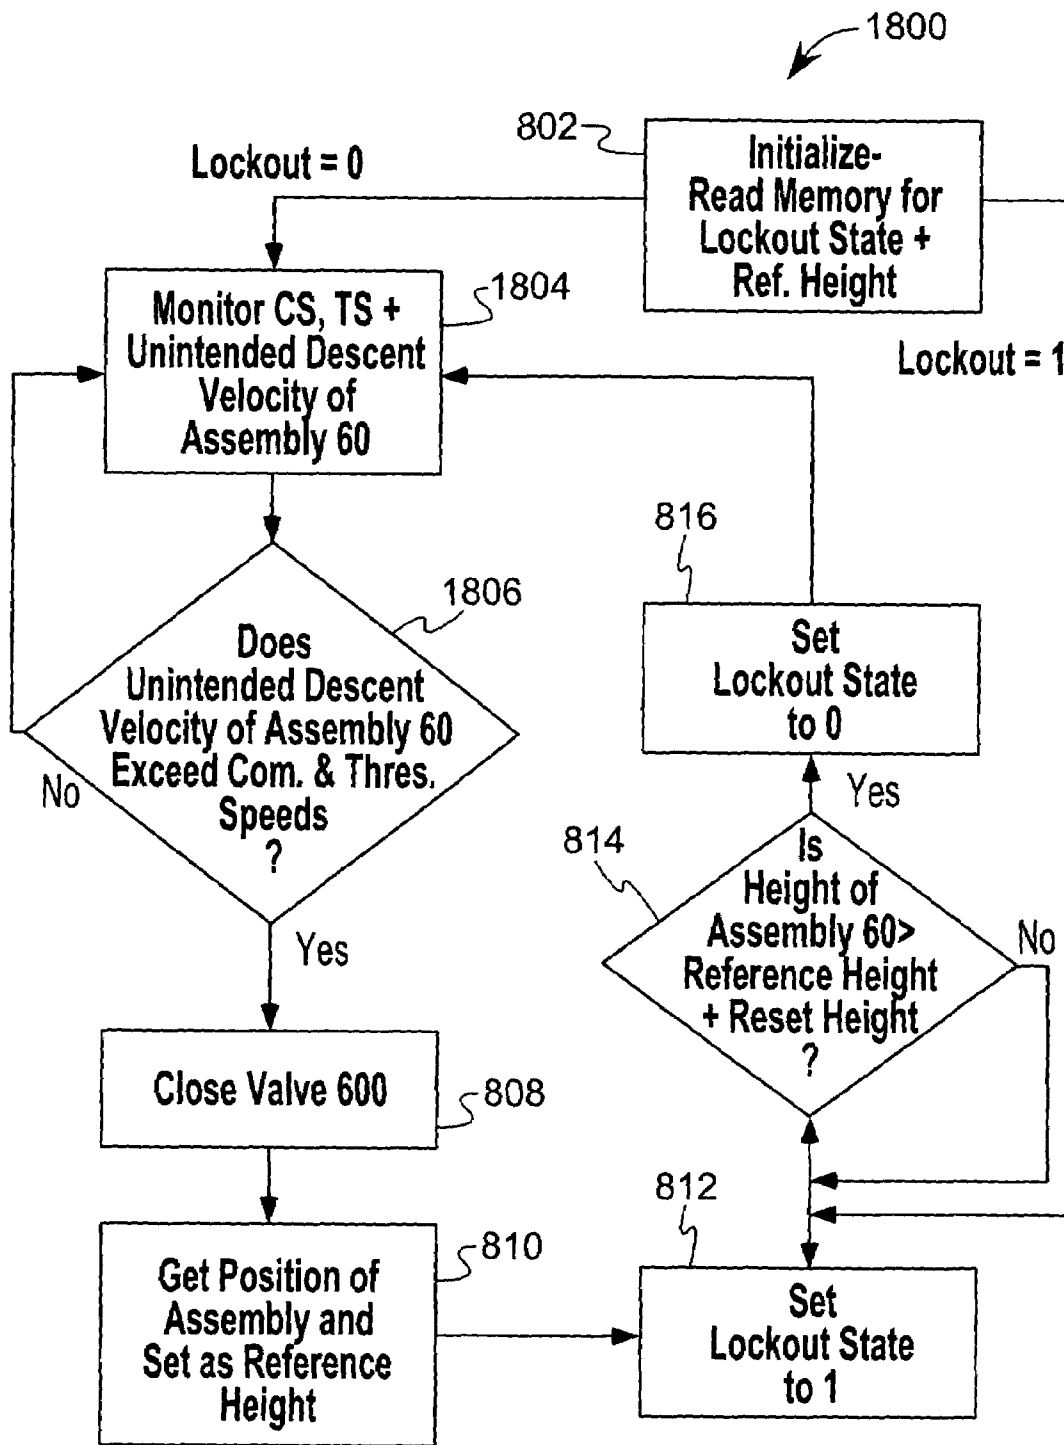 1800
802
Initialize-
Read Memory for
Lockout State +
Ref. Height
Lockout = 0
Lockout = 1
1804
Monitor CS, TS +
Unintended Descent
Velocity of
Assembly 60
1806
Does
Unintended Descent
Velocity of Assembly 60
Exceed Com. & Thres.
Speeds
?
No
Yes
Close Valve 600
808
810
Get Position of
Assembly and
Set as Reference
Height
816
Set
Lockout State
to 0
Yes
814
Is
Height of
Assembly 60>
Reference Height
+ Reset Height
?
No
812
Set
Lockout State
to 1